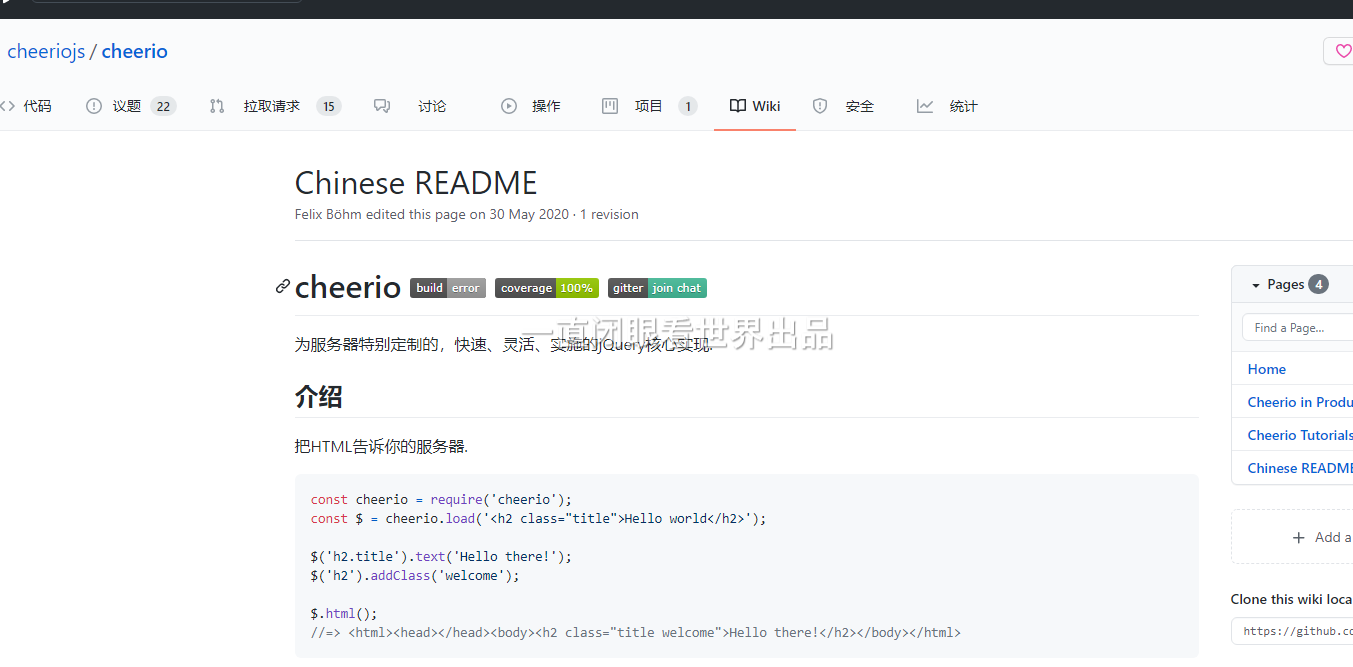 cheeriojs / cheerio
代码 议题 22 拉取请求 15 讨论 操作 项目 1 Wiki 安全 统计
Chinese README
Felix Böhm edited this page on 30 May 2020 · 1 revision
cheerio build error coverage 100% gitter join chat
一直闭眼看世界出品
为服务器特别定制的，快速、灵活、实施的jQuery核心实现.
介绍
把HTML告诉你的服务器.
const cheerio = require('cheerio');
const $ = cheerio.load('<h2 class="title">Hello world</h2>');
$('h2.title').text('Hello there!');
$('h2').addClass('welcome');
$.html();
//=> <html><head></head><body><h2 class="title welcome">Hello there!</h2></body></html>
Pages 4
Find a Page...
Home
Cheerio in Produ
Cheerio Tutorials
Chinese README
Add a
Clone this wiki loca
https://github.co